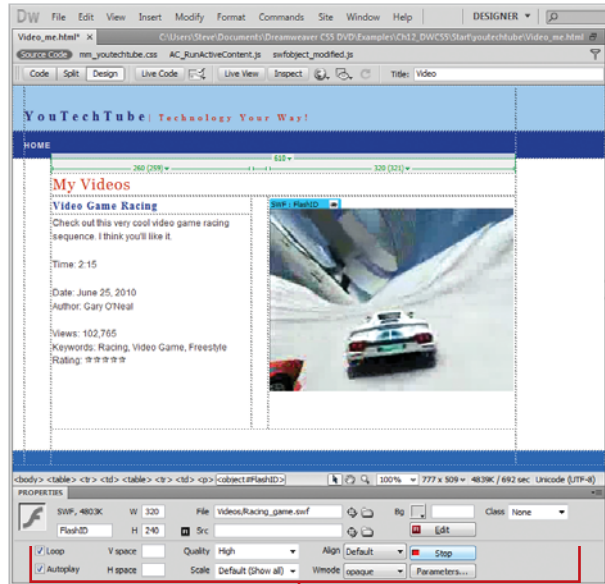 DW File Edit View Insert Modify Format Commands Site Window Help DESIGNER
Video_me.html* × C:\Users\Steve\Documents\Dreamweaver CS5 DVD\Examples\Ch12_DWCS5\Start\youtechtube\Video_me.html
Source Code mm_youtechtube.css AC_RunActiveContent.js swfobject_modified.js
Code Split Design Live Code Live View Inspect Title: Video
YouTechTube | Technology Your Way!
HOME
610
260 (259) 320 (321)
My Videos
Video Game Racing
SWF : FlashID
Check out this very cool video game racing
sequence. I think you'll like it.
Time: 2:15
Date: June 25, 2010
Author: Gary O'Neal
Views: 102,765
Keywords: Racing, Video Game, Freestyle
Rating: ☆☆☆☆☆
<body> <table> <tr> <td> <table> <tr> <td> <p> <object#FlashID> 100% 777 x 509 4839K / 692 sec Unicode (UTF-8)
PROPERTIES
SWF, 4803K W 320 File Videos/Racing_game.swf Bg Class None
FlashID H 240 Src Edit
Loop V space Quality High Align Default Stop
Autoplay H space Scale Default (Show all) Wmode opaque Parameters...